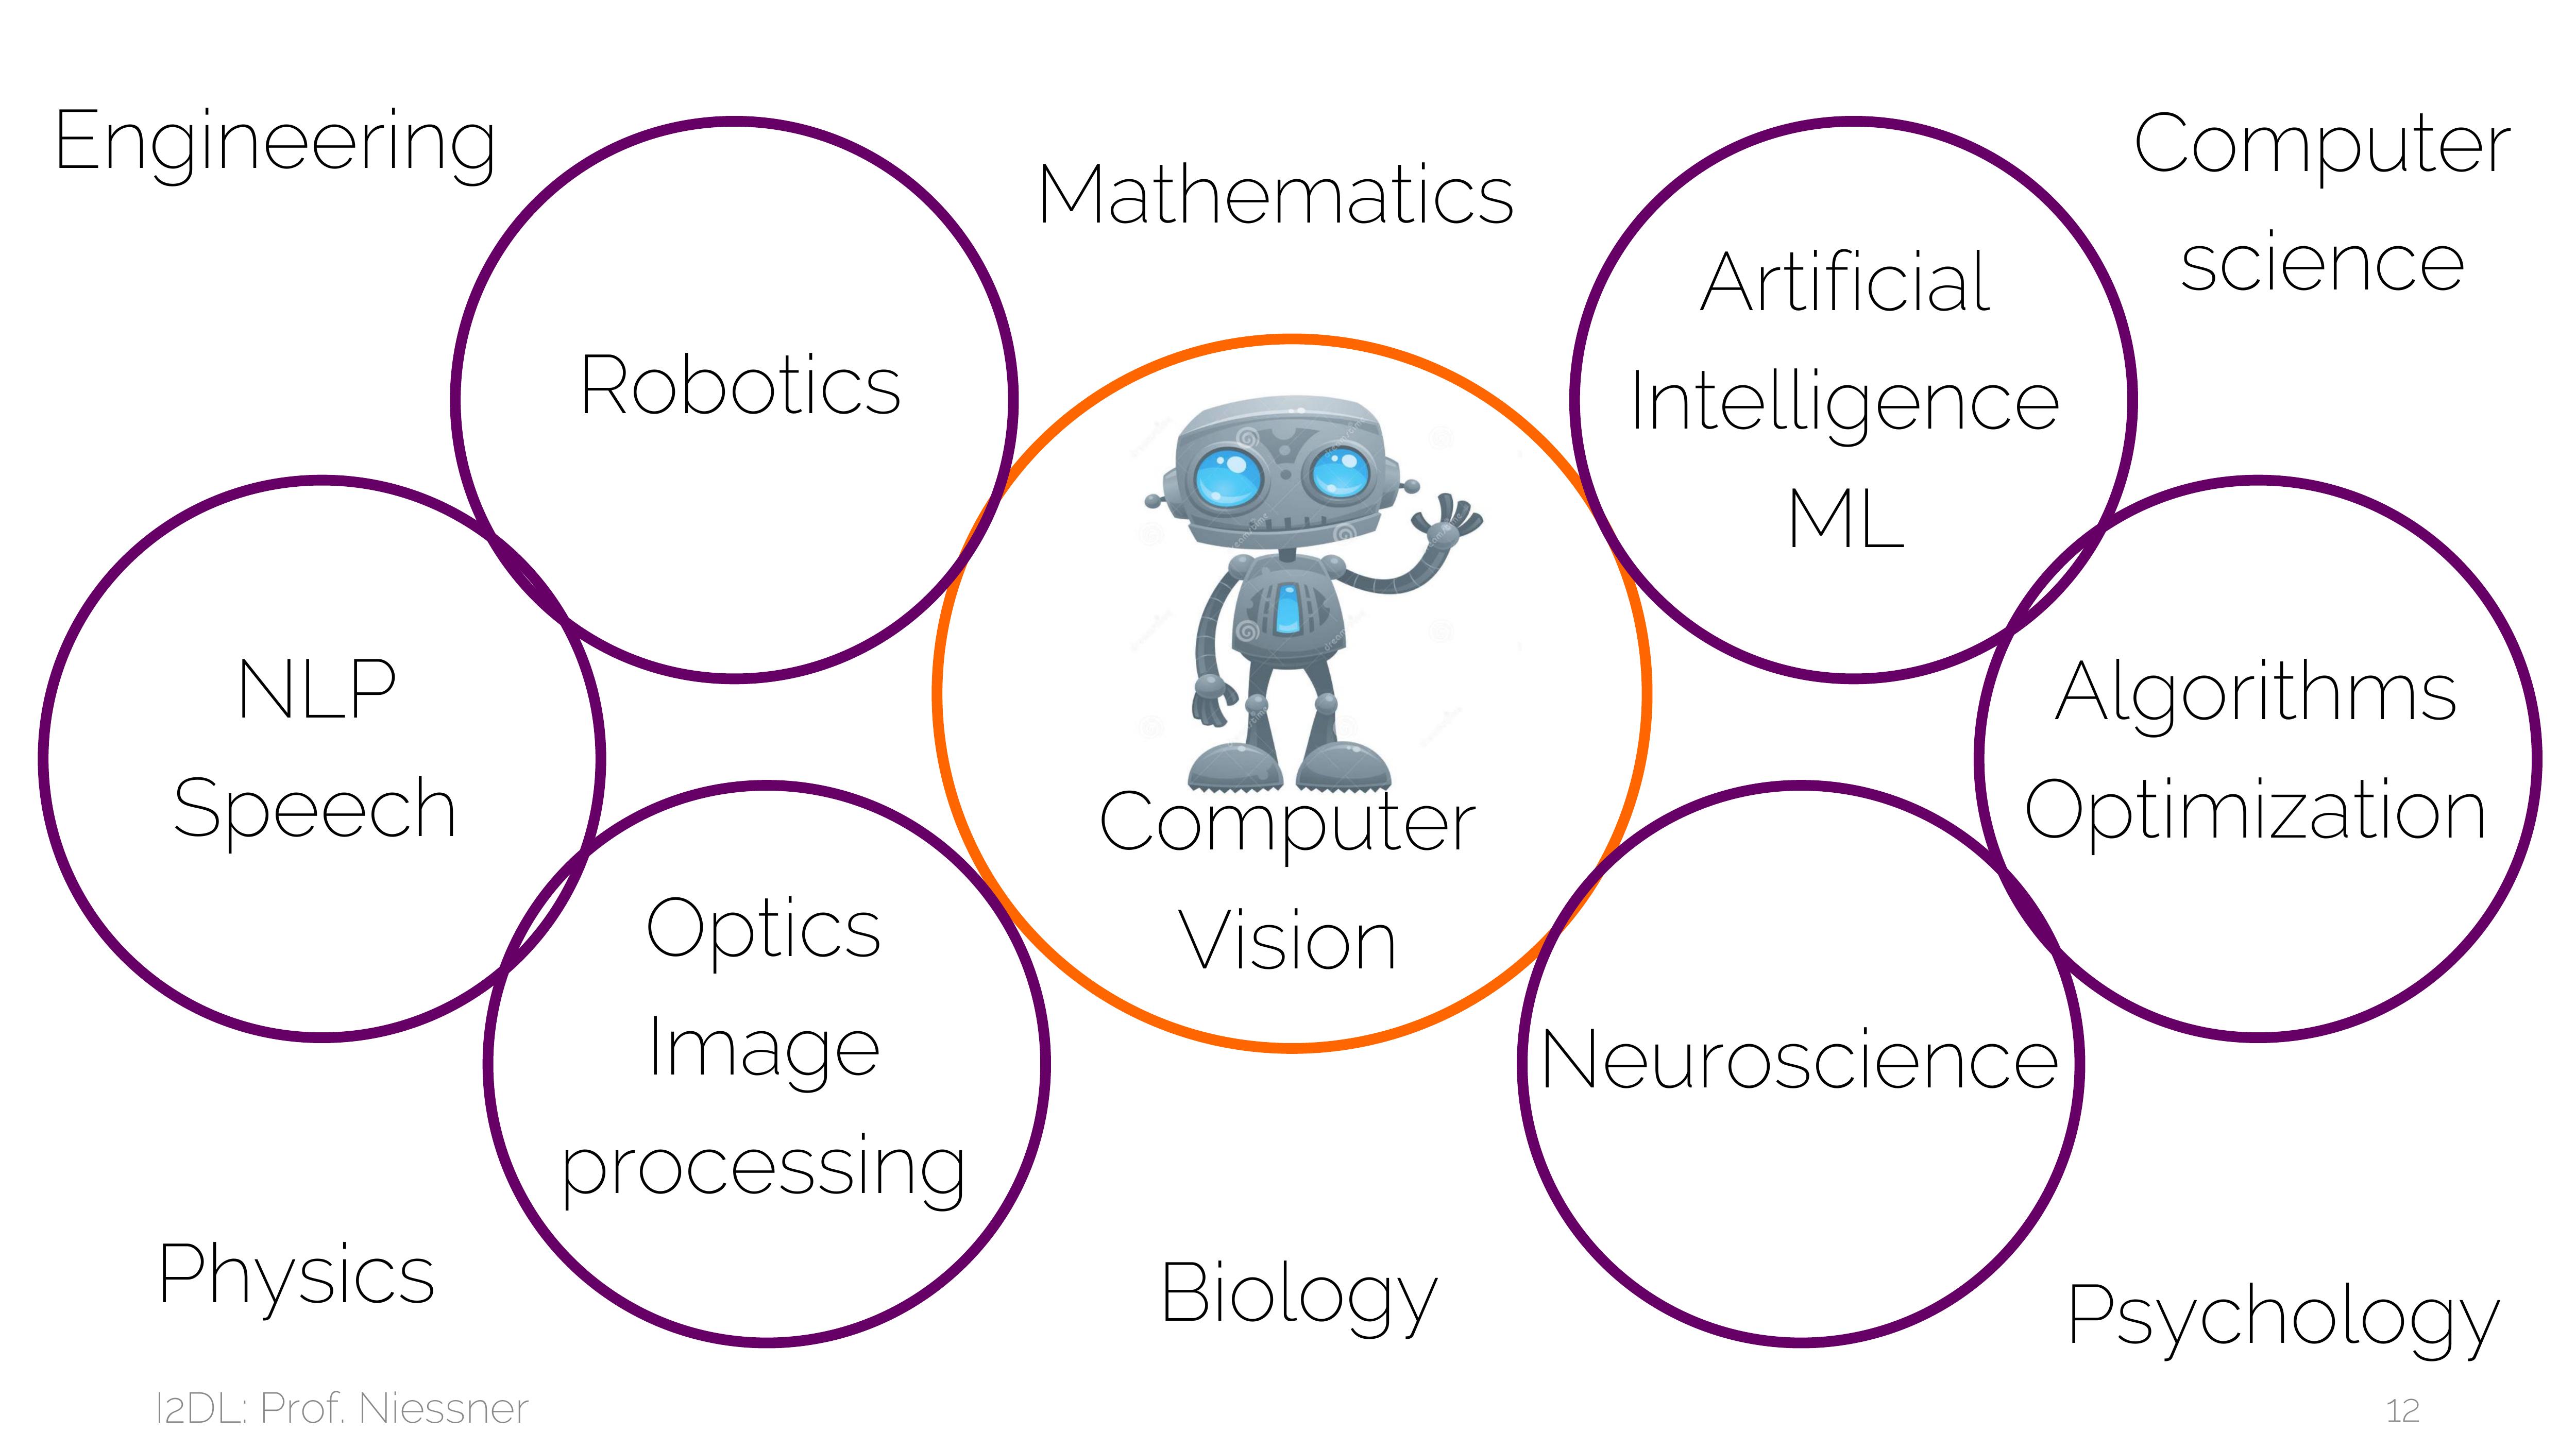 Engineering
Mathematics
Computer
science
Robotics
Artificial
Intelligence
ML
NLP
Speech
Computer
Vision
Algorithms
Optimization
Optics
Image
processing
Neuroscience
Physics
Biology
Psychology
I2DL: Prof. Niessner
12